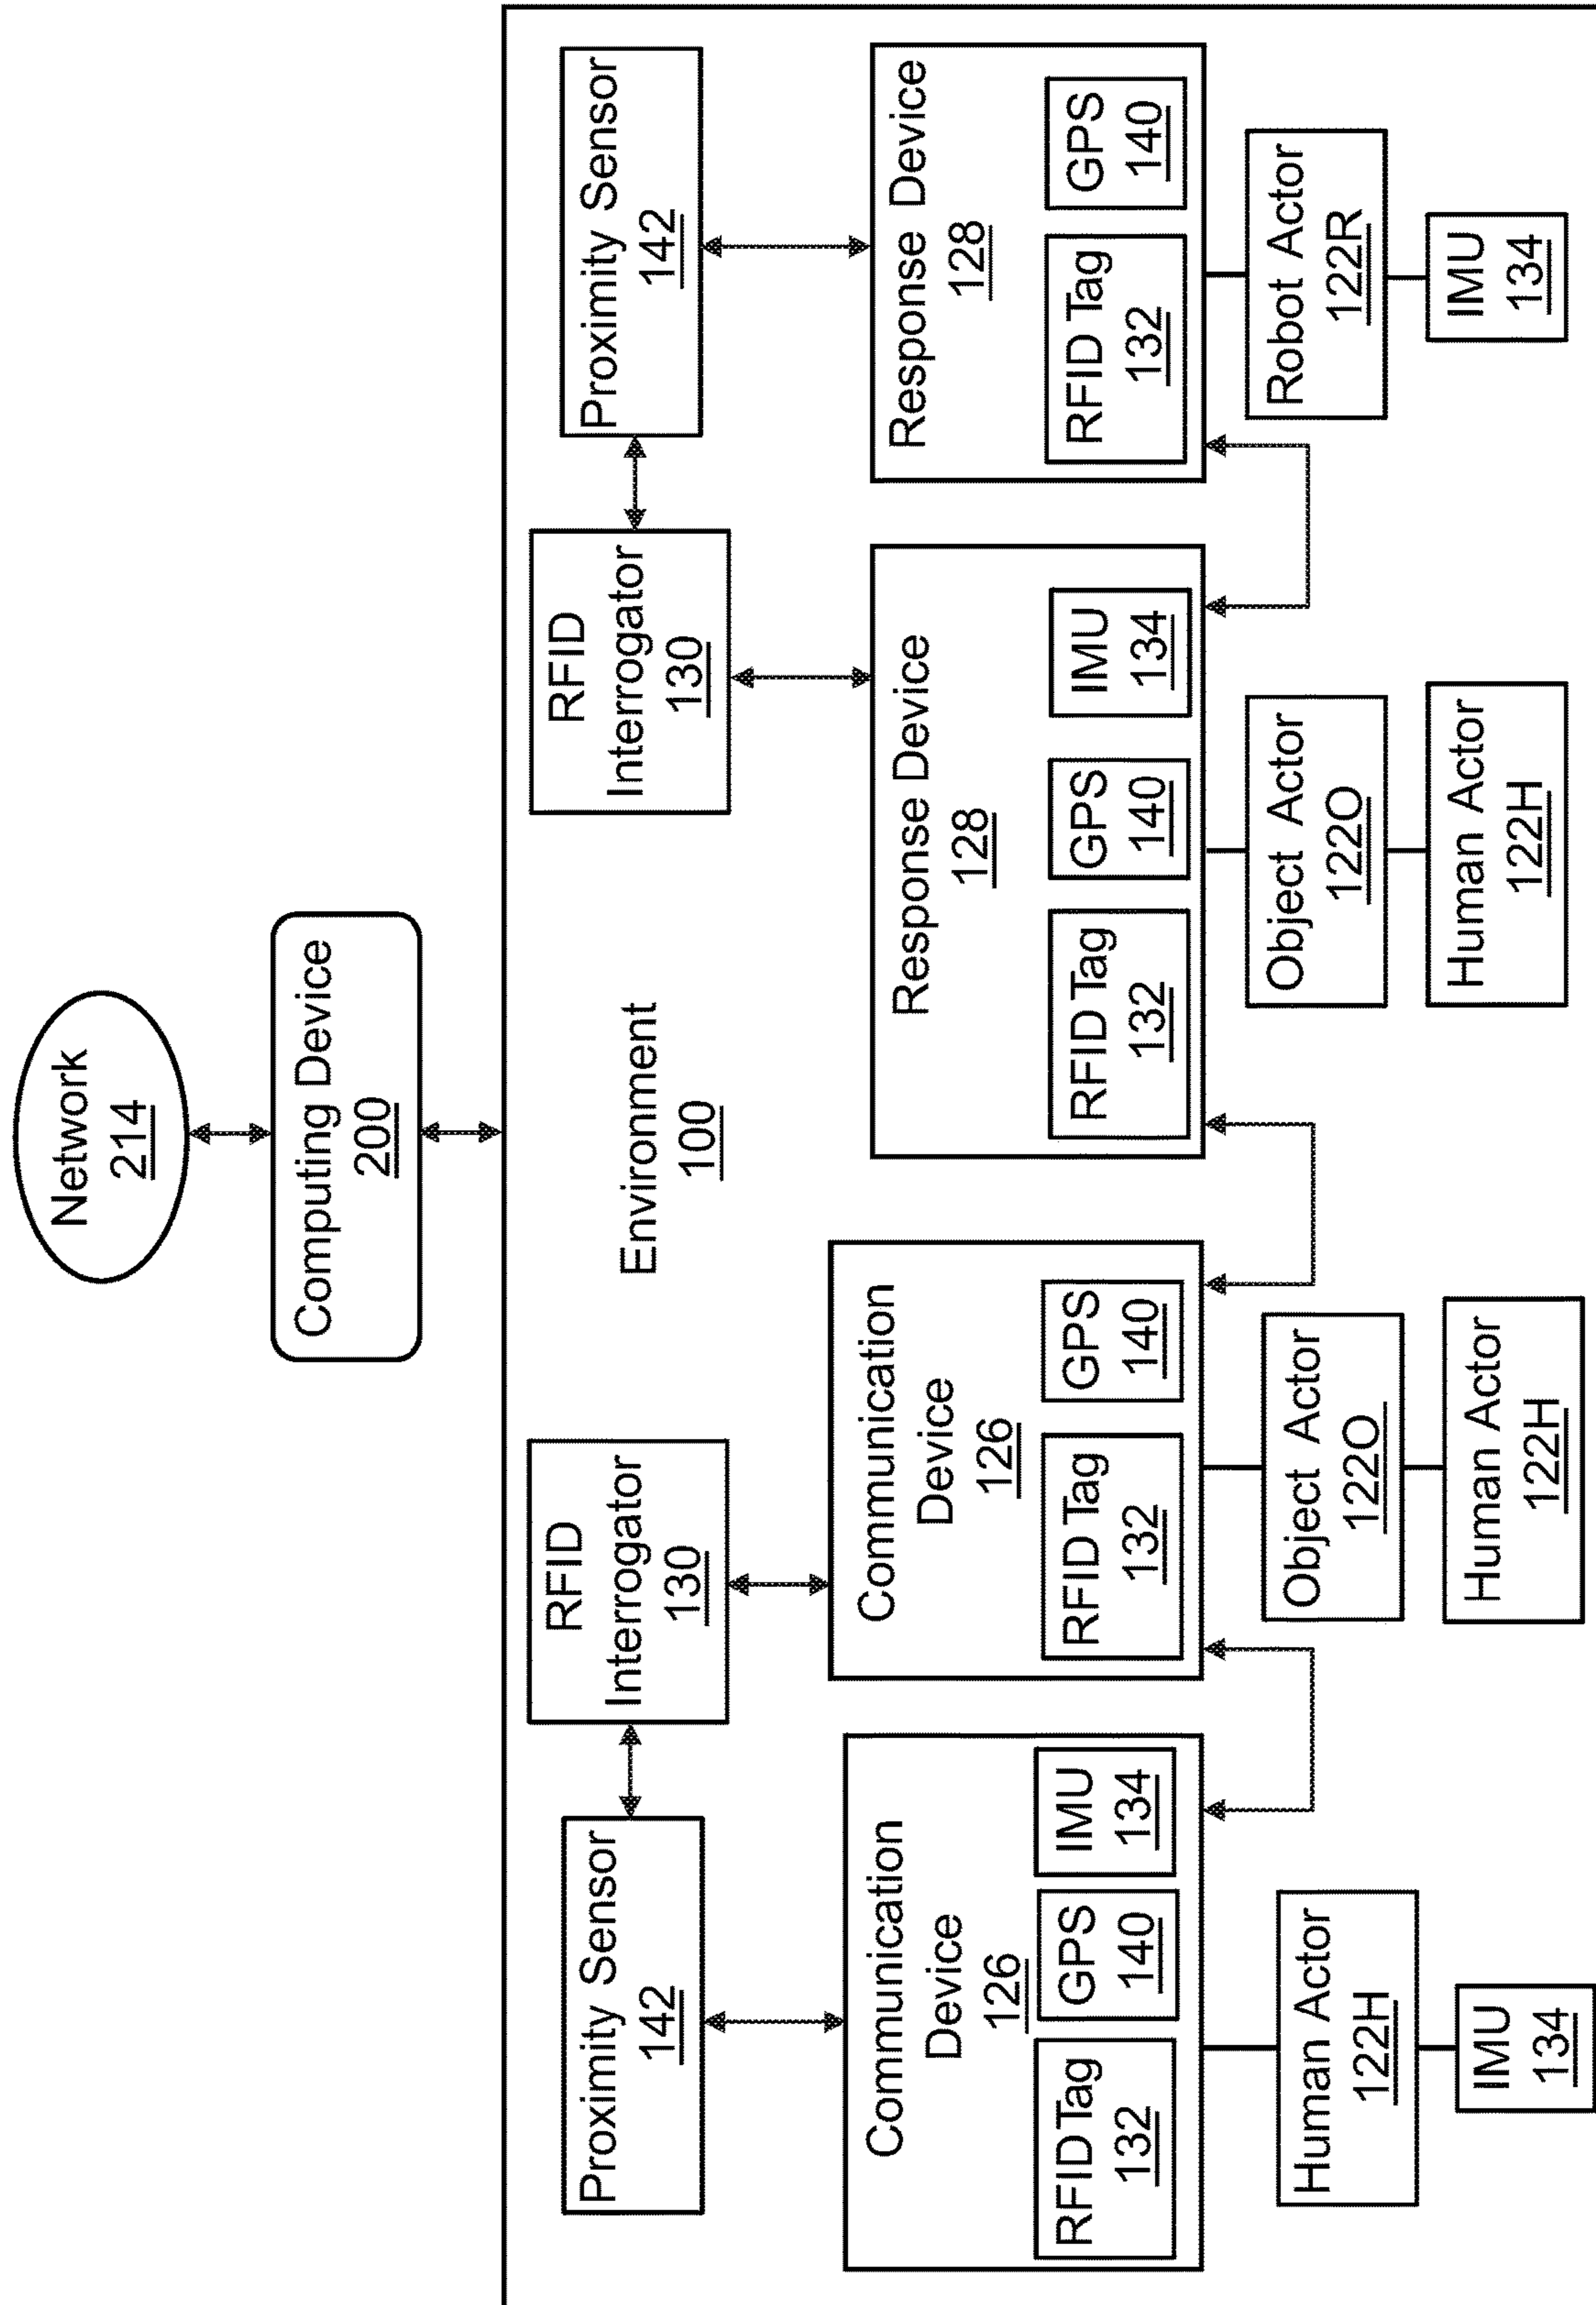 Network
214
Computing Device
200
Environment
100
Proximity Sensor
142
RFID
Interrogator
130
RFID
Interrogator
130
Proximity Sensor
142
Communication
Device
126
RFID Tag
132
GPS
140
IMU
134
Communication
Device
126
RFID Tag
132
GPS
140
Response Device
128
RFID Tag
132
GPS
140
IMU
134
Response Device
128
RFID Tag
132
GPS
140
Human Actor
122H
IMU
134
Object Actor
122O
Human Actor
122H
Object Actor
122O
Human Actor
122H
Robot Actor
122R
IMU
134